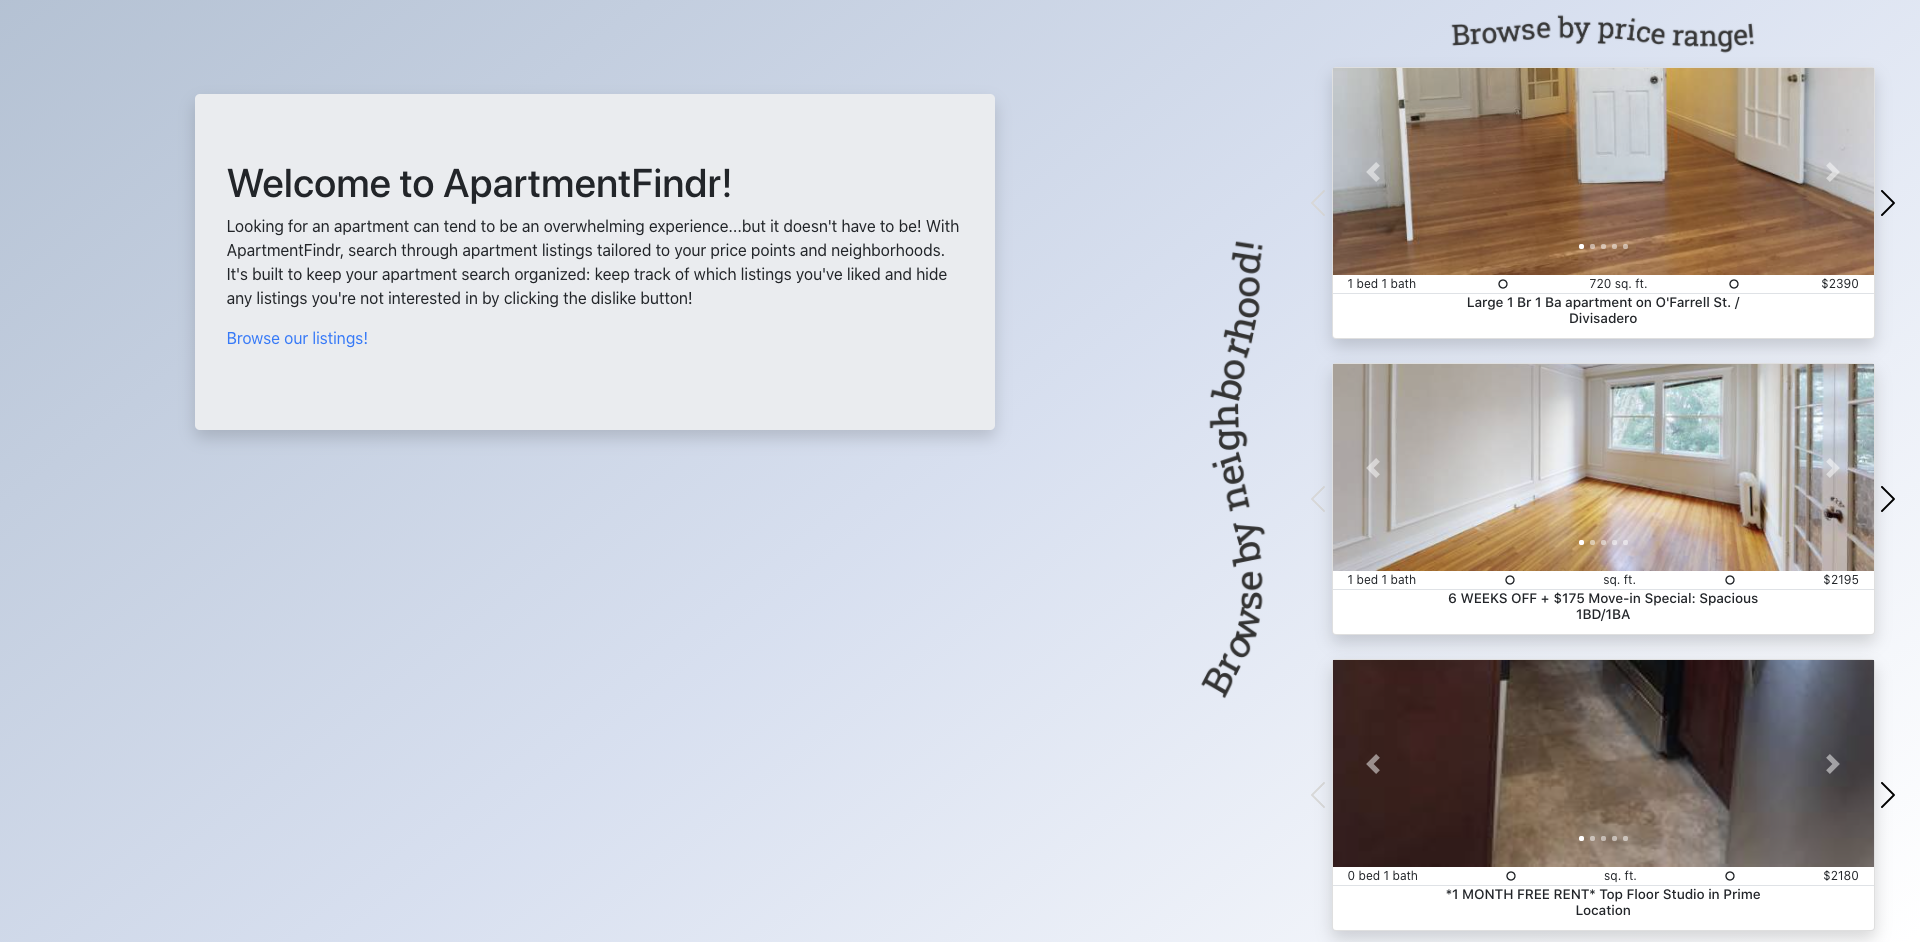 Browse by price range!
Welcome to ApartmentFindr!
Looking for an apartment can tend to be an overwhelming experience...but it doesn't have to be! With
ApartmentFindr, search through apartment listings tailored to your price points and neighborhoods.
It's built to keep your apartment search organized: keep track of which listings you've liked and hide
any listings you're not interested in by clicking the dislike button!
Browse our listings!
Browse by neighborhood!
1 bed 1 bath 720 sq. ft. $2390
Large 1 Br 1 Ba apartment on O'Farrell St. /
Divisadero
1 bed 1 bath sq. ft. $2195
6 WEEKS OFF + $175 Move-in Special: Spacious
1BD/1BA
0 bed 1 bath sq. ft. $2180
*1 MONTH FREE RENT* Top Floor Studio in Prime
Location